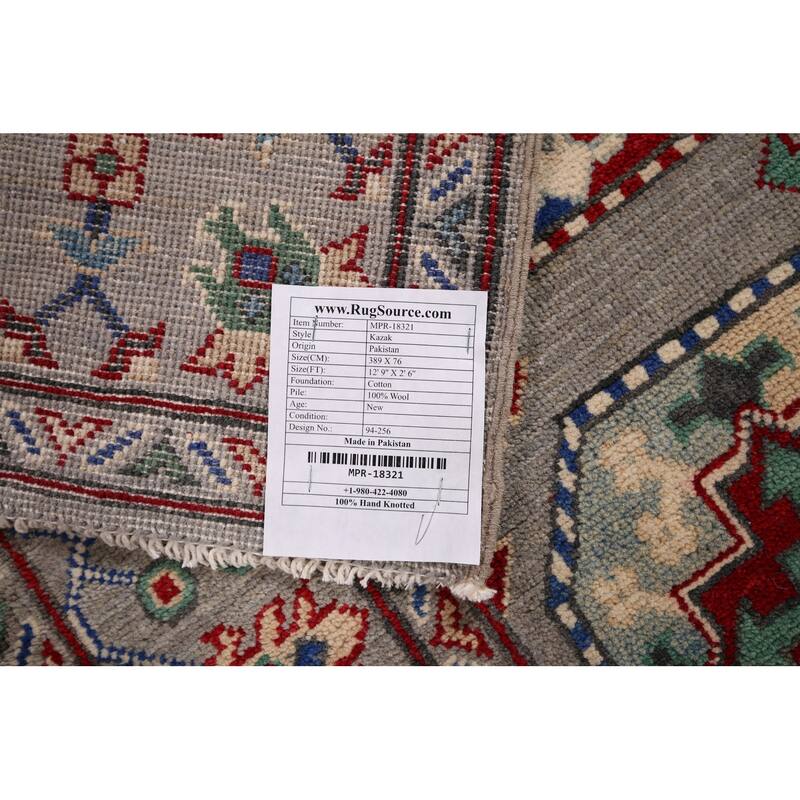 www.RugSource.com
Item Number: MPR-18321
Style Kazak
Origin Pakistan
Size(CM) 389 X 76
Size(FT) 12' 9" X 2' 6"
Foundation: Cotton
Pile: 100% Wool
Age: New
Condition:
Design No.: 94-256
Made in Pakistan
MPR-18321
+1-980-422-4080
100% Hand Knotted